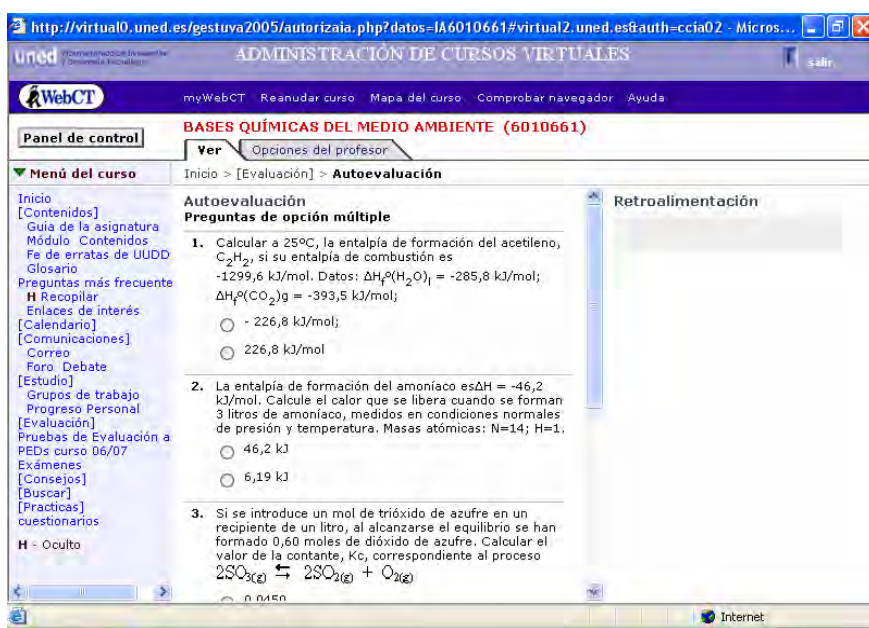 http://virtual0.uned.es/gestuva2005/autorizaia.php?datos=IA6010661#virtual2.uned.es&auth=ccia02 - Micros...
uned
ADMINISTRACIÓN DE CURSOS VIRTUALES
salir
WebCT
myWebCT Reanudar curso Mapa del curso Comprobar navegador Ayuda
Panel de control
BASES QUÍMICAS DEL MEDIO AMBIENTE (6010661)
Ver Opciones del profesor
Menú del curso
Inicio > [Evaluación] > Autoevaluación
Inicio
[Contenidos]
Guia de la asignatura
Módulo Contenidos
Fe de erratas de UUDD
Glosario
Preguntas más frecuente
H Recopilar
Enlaces de interés
[Calendario]
[Comunicaciones]
Correo
Foro Debate
[Estudio]
Grupos de trabajo
Progreso Personal
[Evaluación]
Pruebas de Evaluación a
PEDs curso 06/07
Exámenes
[Consejos]
[Buscar]
[Practicas]
cuestionarios
H - Oculto
Autoevaluación
Preguntas de opción múltiple
1. Calcular a 25ºC, la entalpía de formación del acetileno,
C₂H₂, si su entalpía de combustión es
-1299,6 kJ/mol. Datos: ΔHfº(H₂O)l = -285,8 kJ/mol;
ΔHfº(CO₂)g = -393,5 kJ/mol;
- 226,8 kJ/mol;
226,8 kJ/mol
2. La entalpía de formación del amoníaco esΔH = -46,2
kJ/mol. Calcule el calor que se libera cuando se forman
3 litros de amoníaco, medidos en condiciones normales
de presión y temperatura. Masas atómicas: N=14; H=1.
46,2 kJ
6,19 kJ
3. Si se introduce un mol de trióxido de azufre en un
recipiente de un litro, al alcanzarse el equilibrio se han
formado 0,60 moles de dióxido de azufre. Calcular el
valor de la contante, Kc, correspondiente al proceso
2SO₃(g) ⇆ 2SO₂(g) + O₂(g)
0,0450
Retroalimentación
Internet